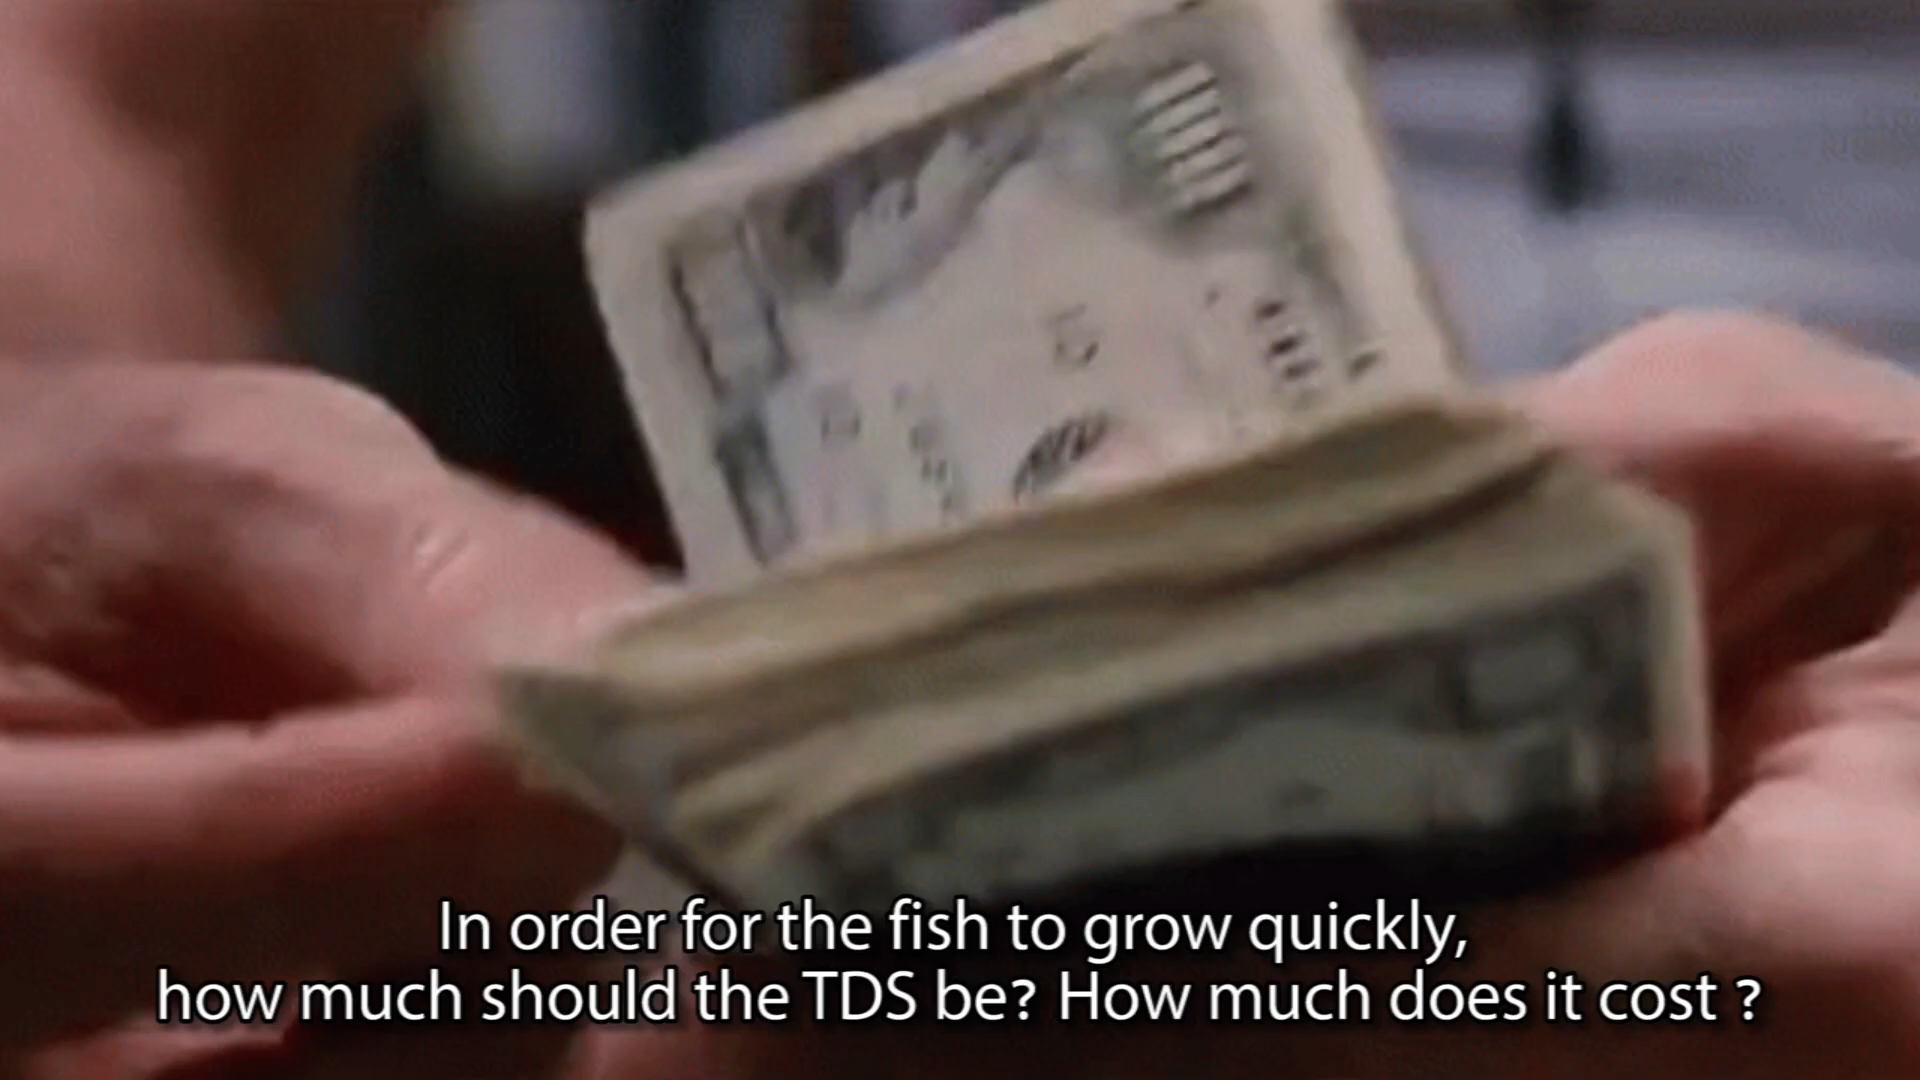 In order for the fish to grow quickly,
how much should the TDS be? How much does it cost ?